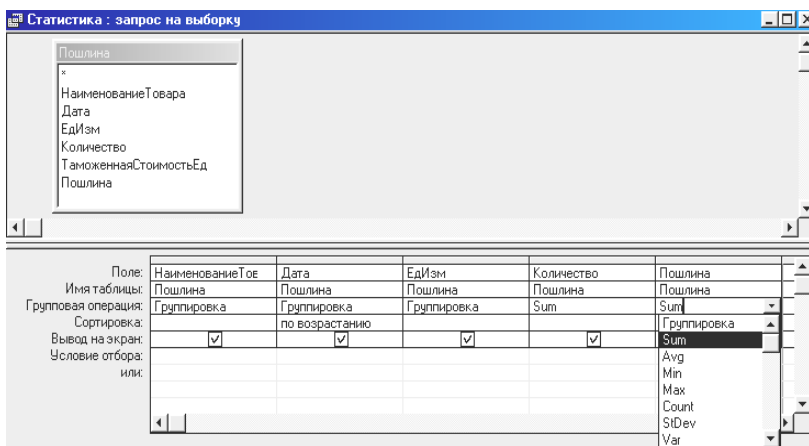 Статистика : запрос на выборку
Пошлина
*
НаименованиеТовара
Дата
ЕдИзм
Количество
ТаможеннаяСтоимостьЕд
Пошлина
Поле: НаименованиеТов Дата ЕдИзм Количество Пошлина
Имя таблицы: Пошлина Пошлина Пошлина Пошлина Пошлина
Групповая операция: Группировка Группировка Группировка Sum Sum
Сортировка: по возрастанию Группировка
Вывод на экран: Sum
Условие отбора: Avg
или: Min
Max
Count
StDev
Var